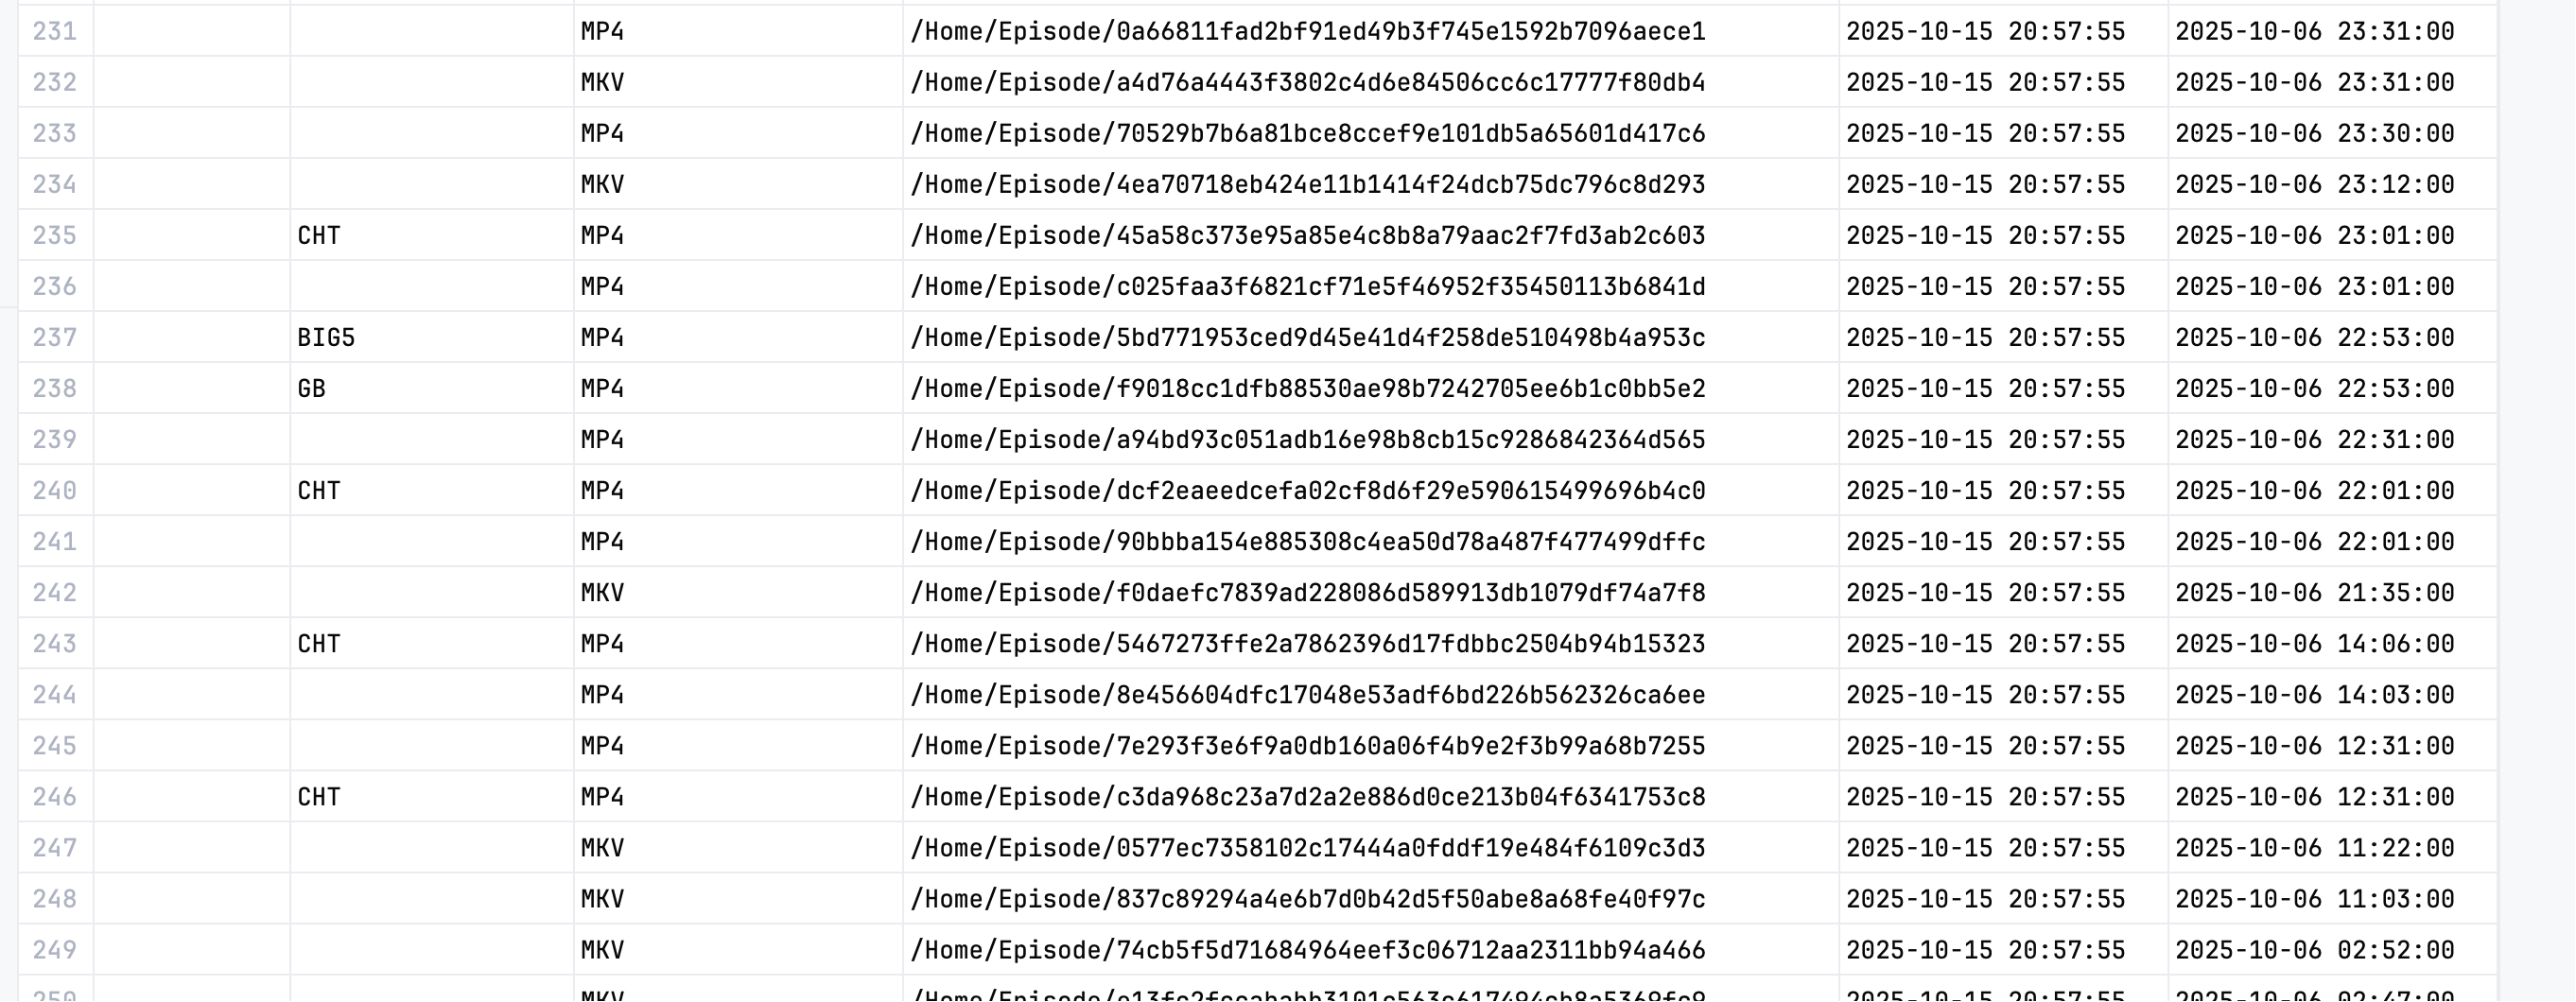 231 MP4 /Home/Episode/0a66811fad2bf91ed49b3f745e1592b7096aece1 2025-10-15 20:57:55 2025-10-06 23:31:00
232 MKV /Home/Episode/a4d76a4443f3802c4d6e84506cc6c17777f80db4 2025-10-15 20:57:55 2025-10-06 23:31:00
233 MP4 /Home/Episode/70529b7b6a81bce8ccef9e101db5a65601d417c6 2025-10-15 20:57:55 2025-10-06 23:30:00
234 MKV /Home/Episode/4ea70718eb424e11b1414f24dcb75dc796c8d293 2025-10-15 20:57:55 2025-10-06 23:12:00
235 CHT MP4 /Home/Episode/45a58c373e95a85e4c8b8a79aac2f7fd3ab2c603 2025-10-15 20:57:55 2025-10-06 23:01:00
236 MP4 /Home/Episode/c025faa3f6821cf71e5f46952f35450113b6841d 2025-10-15 20:57:55 2025-10-06 23:01:00
237 BIG5 MP4 /Home/Episode/5bd771953ced9d45e41d4f258de510498b4a953c 2025-10-15 20:57:55 2025-10-06 22:53:00
238 GB MP4 /Home/Episode/f9018cc1dfb88530ae98b7242705ee6b1c0bb5e2 2025-10-15 20:57:55 2025-10-06 22:53:00
239 MP4 /Home/Episode/a94bd93c051adb16e98b8cb15c9286842364d565 2025-10-15 20:57:55 2025-10-06 22:31:00
240 CHT MP4 /Home/Episode/dcf2eaeedcefa02cf8d6f29e590615499696b4c0 2025-10-15 20:57:55 2025-10-06 22:01:00
241 MP4 /Home/Episode/90bbba154e885308c4ea50d78a487f477499dffc 2025-10-15 20:57:55 2025-10-06 22:01:00
242 MKV /Home/Episode/f0daefc7839ad228086d589913db1079df74a7f8 2025-10-15 20:57:55 2025-10-06 21:35:00
243 CHT MP4 /Home/Episode/5467273ffe2a7862396d17fdbbc2504b94b15323 2025-10-15 20:57:55 2025-10-06 14:06:00
244 MP4 /Home/Episode/8e456604dfc17048e53adf6bd226b562326ca6ee 2025-10-15 20:57:55 2025-10-06 14:03:00
245 MP4 /Home/Episode/7e293f3e6f9a0db160a06f4b9e2f3b99a68b7255 2025-10-15 20:57:55 2025-10-06 12:31:00
246 CHT MP4 /Home/Episode/c3da968c23a7d2a2e886d0ce213b04f6341753c8 2025-10-15 20:57:55 2025-10-06 12:31:00
247 MKV /Home/Episode/0577ec7358102c17444a0fddf19e484f6109c3d3 2025-10-15 20:57:55 2025-10-06 11:22:00
248 MKV /Home/Episode/837c89294a4e6b7d0b42d5f50abe8a68fe40f97c 2025-10-15 20:57:55 2025-10-06 11:03:00
249 MKV /Home/Episode/74cb5f5d71684964eef3c06712aa2311bb94a466 2025-10-15 20:57:55 2025-10-06 02:52:00
250 MKV 2025-10-15 20:57:55 2025-10-06 02:47:00